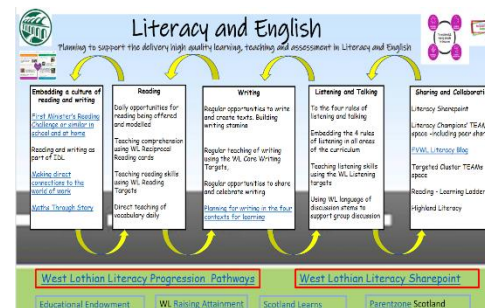 Literacy and English
Planning to support the delivery high quality learning, teaching and assessment in Literacy and English
Embedding a culture of
reading and writing
First Minister's Reading
Challenge or similar in
school and at home
Reading and writing as
part of IDL
Making direct
connections to the
world of work
Maths Through Story
Reading
Daily opportunities for
reading being offered
and modelled
Teaching comprehension
using WL Reciprocal
Reading cards
Teaching reading skills
using WL Reading
Targets
Direct teaching of
vocabulary daily
Writing
Regular opportunities to write
and create texts. Building
writing stamina
Regular teaching of writing
using the WL Core Writing
Targets,
Regular opportunities to share
and celebrate writing
Planning for writing in the four
contexts for learning
Listening and Talking
To the four rules of
listening and talking
Embedding the 4 rules
of listening in all areas
of the curriculum
Teaching listening skills
using the WL Listening
targets
Using WL language of
discussion stems to
support group discussion
Sharing and Collaborati
Literacy Sharepoint
Literacy Champions' TEAM
space -including peer shar
FVWL Literacy Blog
Targeted Cluster TEAMs
space
Reading - Learning Ladder
Highland Literacy
West Lothian Literacy Progression Pathways
West Lothian Literacy Sharepoint
Educational Endowment
WL Raising Attainment
Scotland Learns
Parentzone Scotland